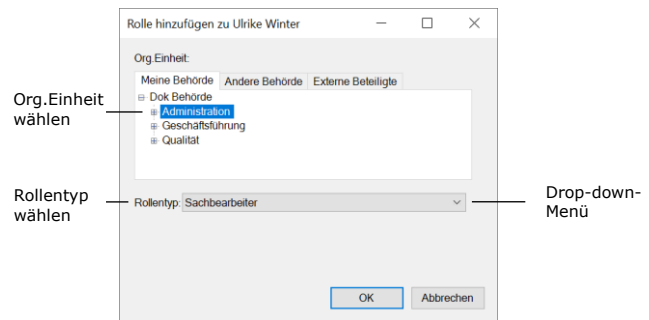 Rolle hinzufügen zu Ulrike Winter
Org.Einheit:
Meine Behörde Andere Behörde Externe Beteiligte
Dok Behörde
Administration
Geschäftsführung
Qualität
Org.Einheit
wählen
Rollentyp
wählen
Rollentyp: Sachbearbeiter
Drop-down-
Menü
OK Abbrechen